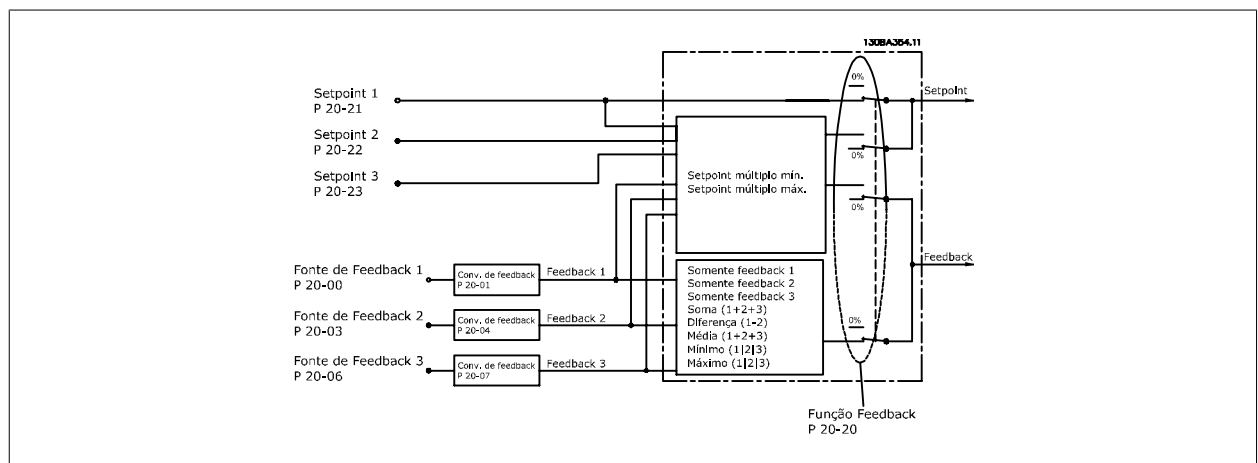 130BA354.11
0%
Setpoint 1
P 20-21
Setpoint
Setpoint 2
P 20-22
0%
Setpoint 3
P 20-23
Setpoint múltiplo mín.
Setpoint múltiplo máx.
0%
Feedback
Fonte de Feedback 1
P 20-00
Conv. de feedback
P 20-01
Feedback 1
Somente feedback 1
Somente feedback 2
Somente feedback 3
Soma (1+2+3)
Diferença (1-2)
Média (1+2+3)
Mínimo (1|2|3)
Máximo (1|2|3)
0%
Fonte de Feedback 2
P 20-03
Conv. de feedback
P 20-04
Feedback 2
Fonte de Feedback 3
P 20-06
Conv. de feedback
P 20-07
Feedback 3
Função Feedback
P 20-20